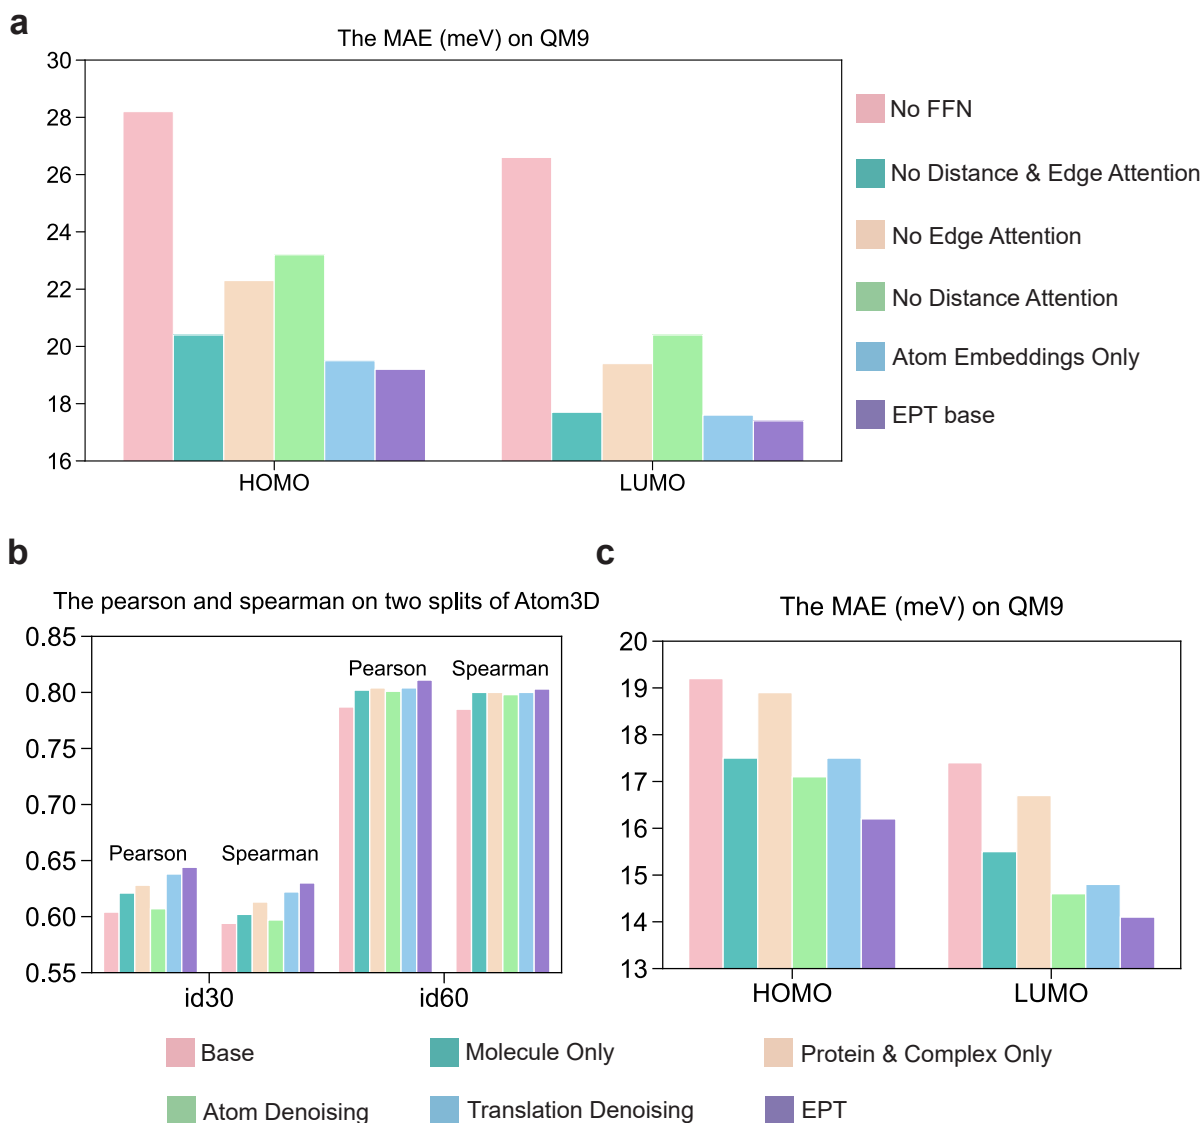 a
The MAE (meV) on QM9
30
28
26
24
22
20
18
16
HOMO
LUMO
No FFN
No Distance & Edge Attention
No Edge Attention
No Distance Attention
Atom Embeddings Only
EPT base
b
The pearson and spearman on two splits of Atom3D
0.85
0.80
0.75
0.70
0.65
0.60
0.55
Pearson
Spearman
Pearson
Spearman
id30
id60
c
The MAE (meV) on QM9
20
19
18
17
16
15
14
13
HOMO
LUMO
Base
Molecule Only
Protein & Complex Only
Atom Denoising
Translation Denoising
EPT